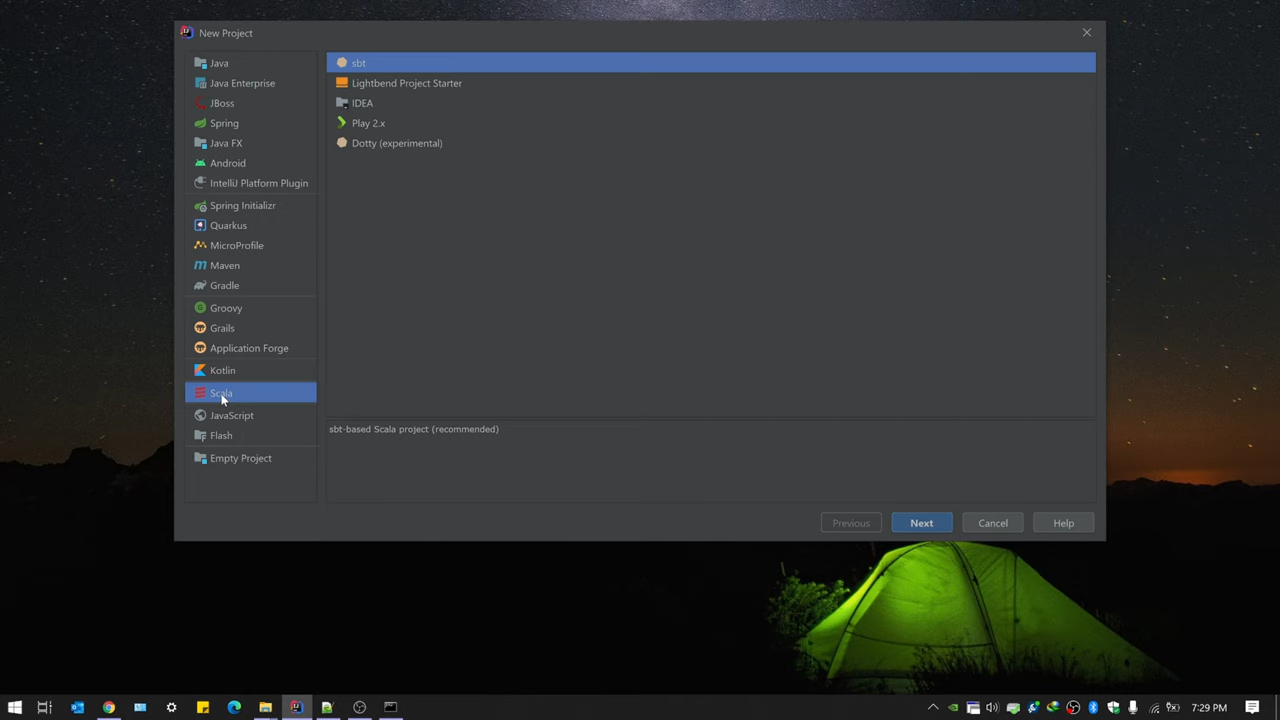 New Project
Java
Java Enterprise
JBoss
Spring
Java FX
Android
IntelliJ Platform Plugin
Spring Initializr
Quarkus
MicroProfile
Maven
Gradle
Groovy
Grails
Application Forge
Kotlin
Scala
JavaScript
Flash
Empty Project
sbt
Lightbend Project Starter
IDEA
Play 2.x
Dotty (experimental)
sbt-based Scala project (recommended)
Previous Next Cancel Help
7:29 PM